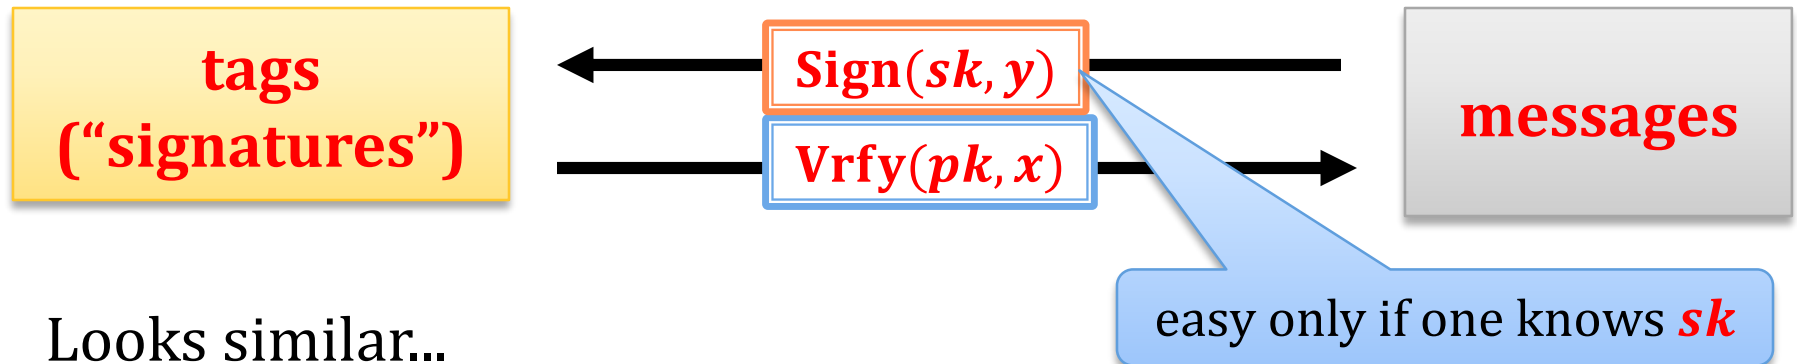 tags
(“signatures”)
Sign(sk, y)
Vrfy(pk, x)
messages
easy only if one knows sk
Looks similar...